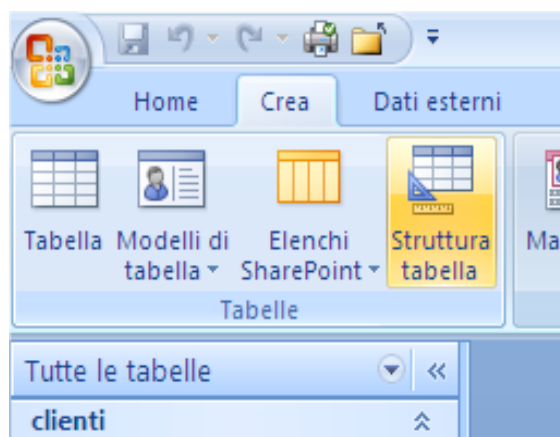 Home Crea Dati esterni
Tabella Modelli di tabella Elenchi SharePoint Struttura tabella
Tabelle
Tutte le tabelle
clienti